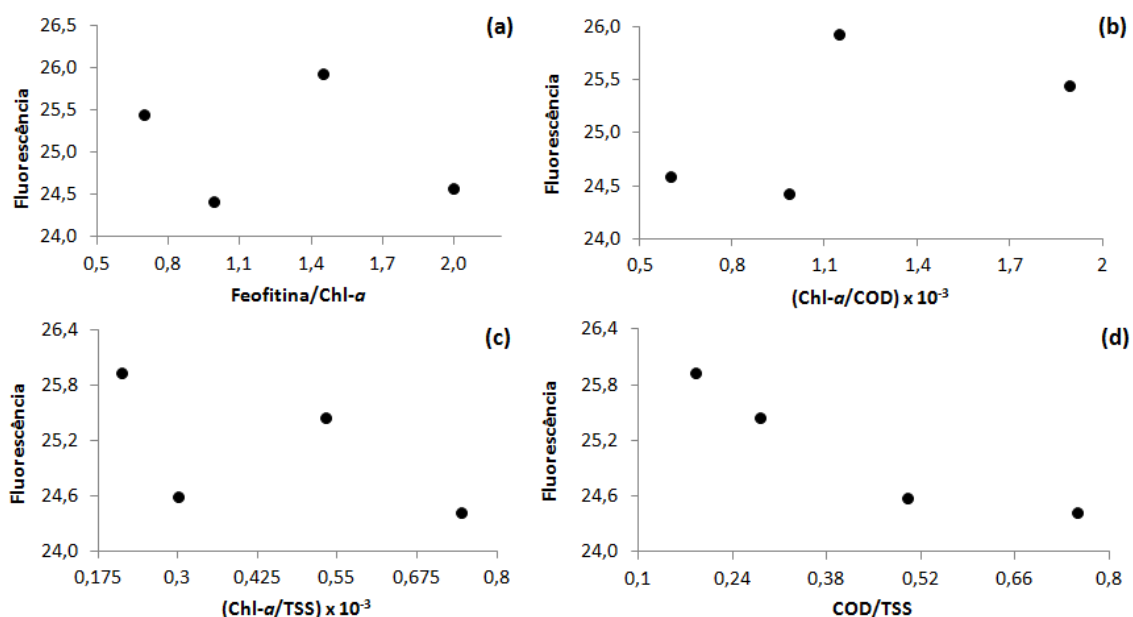 (a)
Fluorescência
26,5
26,0
25,5
25,0
24,5
24,0
0,5 0,8 1,1 1,4 1,7 2,0
Feofitina/Chl-a
(b)
Fluorescência
26,0
25,5
25,0
24,5
24,0
0,5 0,8 1,1 1,4 1,7 2
(Chl-a/COD) x 10⁻³
(c)
Fluorescência
26,4
25,8
25,2
24,6
24,0
0,175 0,3 0,425 0,55 0,675 0,8
(Chl-a/TSS) x 10⁻³
(d)
Fluorescência
26,4
25,8
25,2
24,6
24,0
0,1 0,24 0,38 0,52 0,66 0,8
COD/TSS